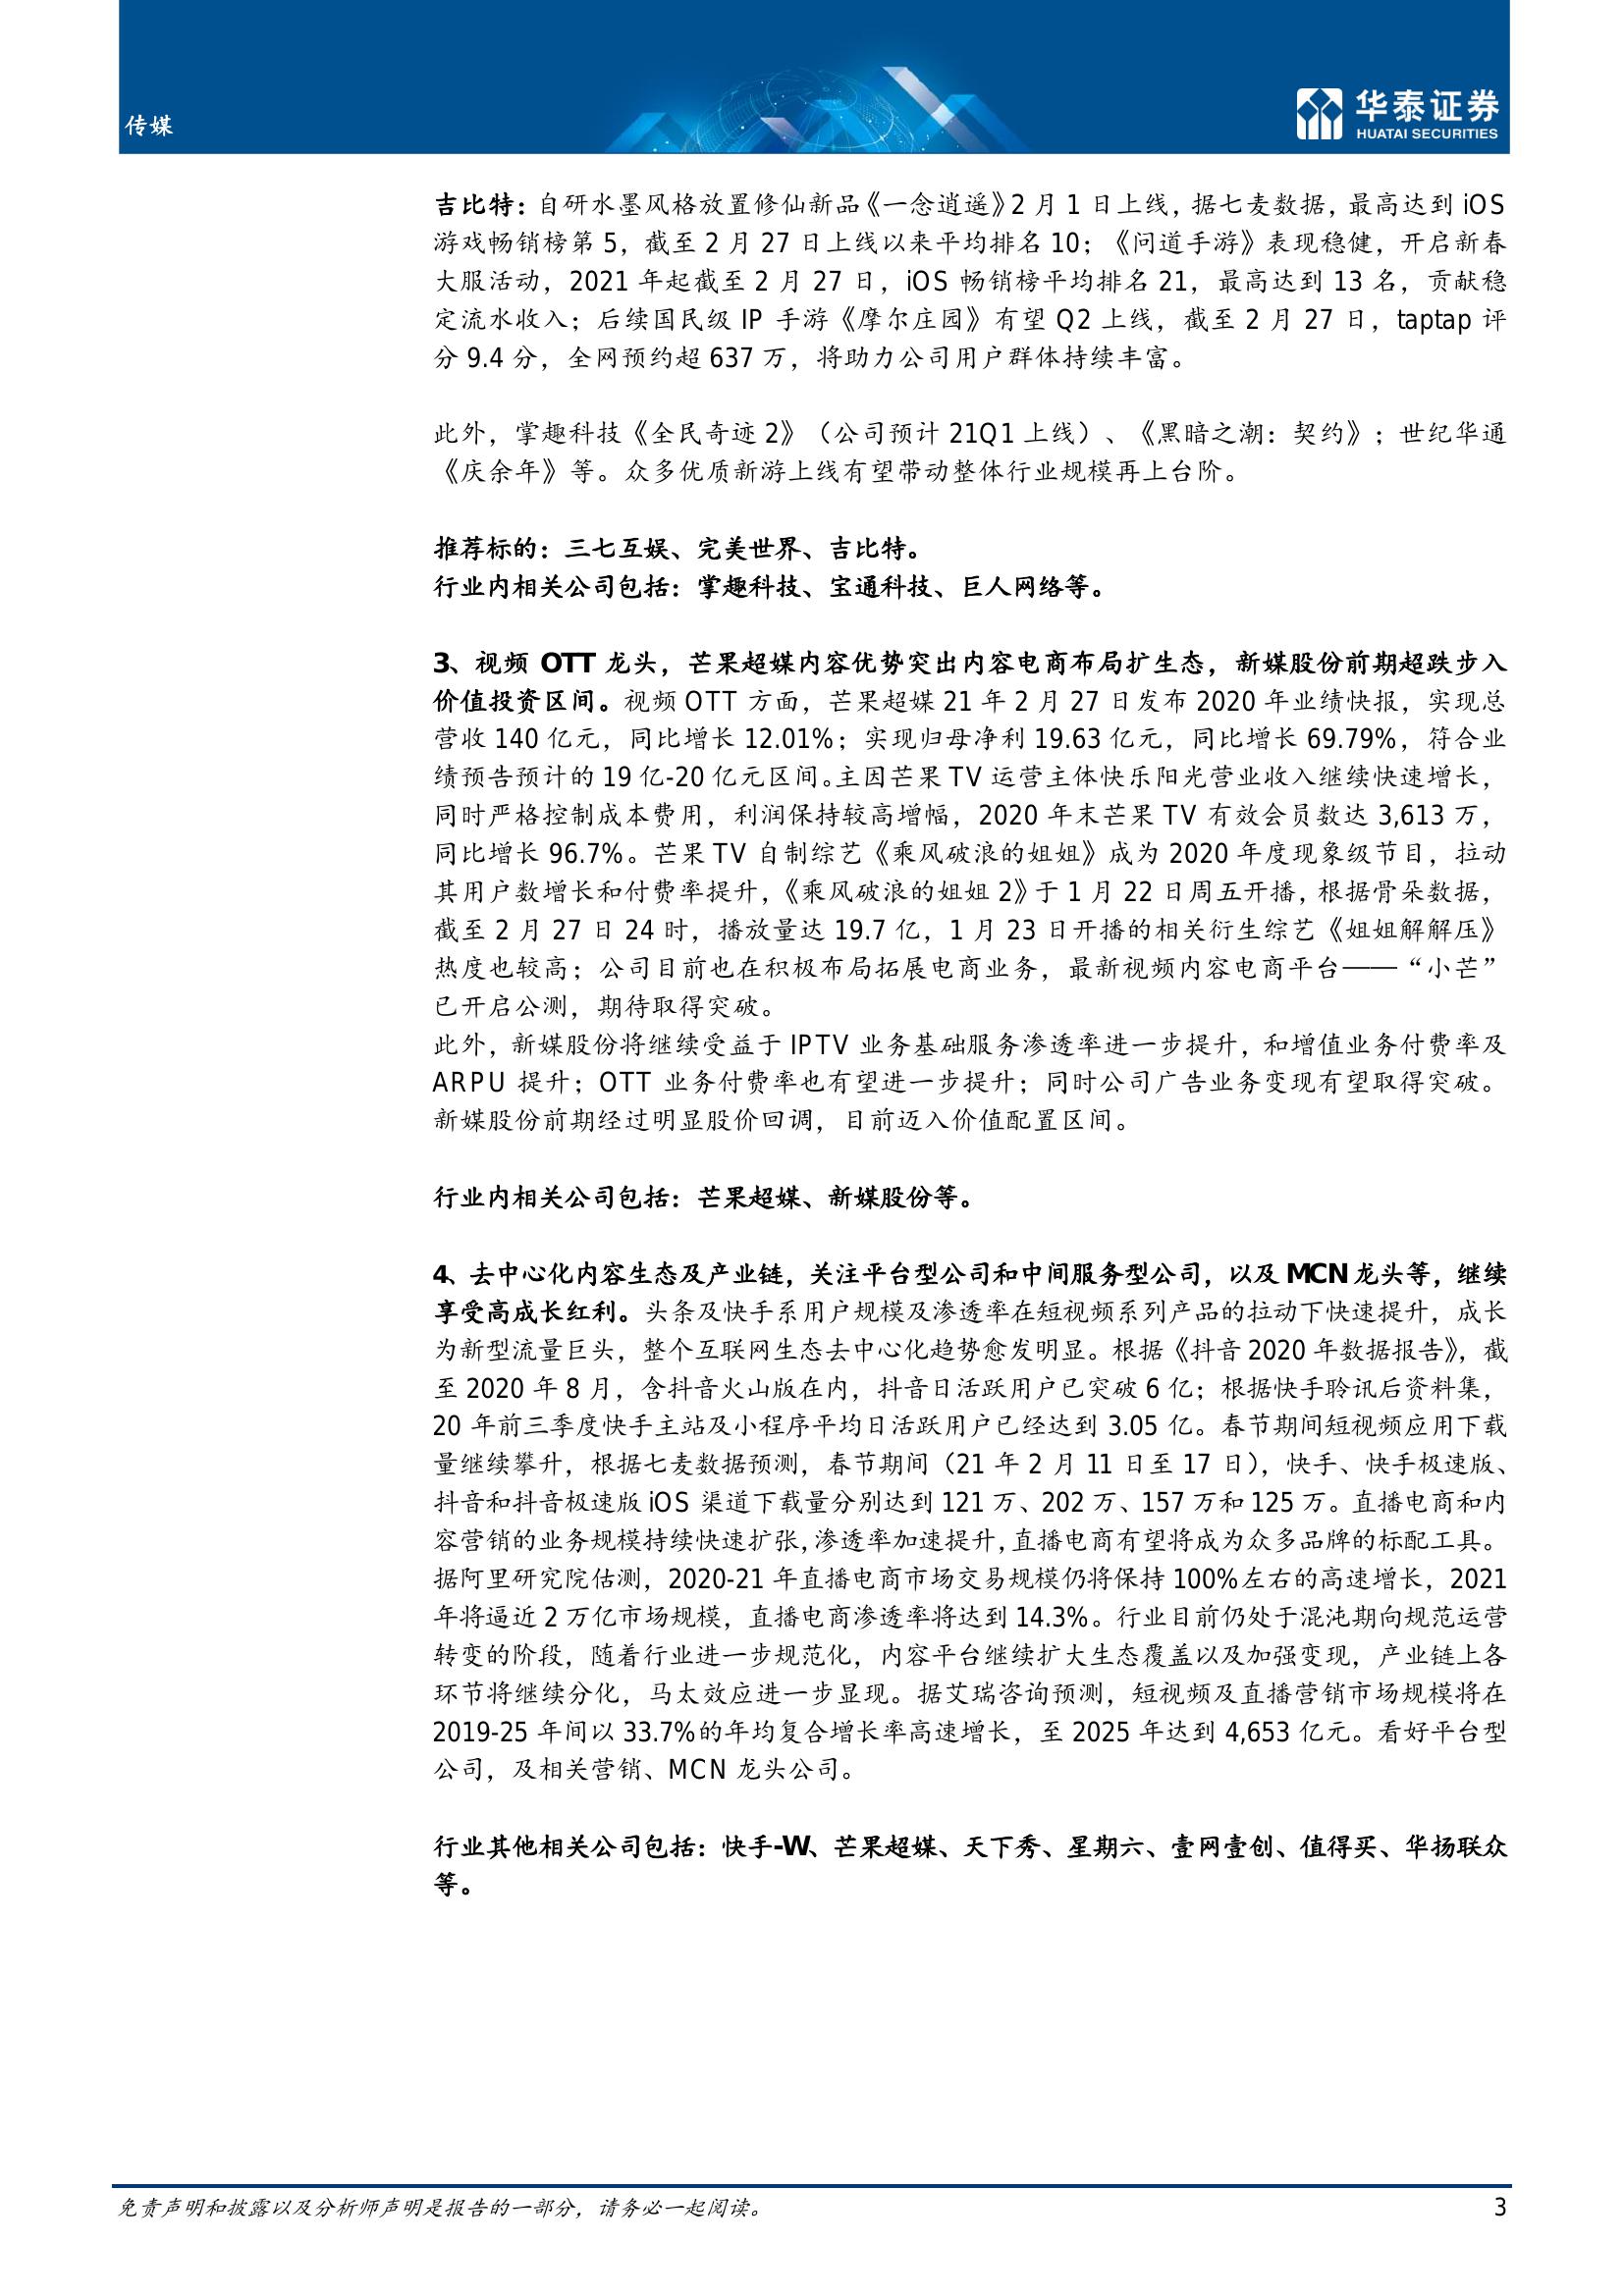 传媒
华泰证券
HUATAI SECURITIES
吉比特：自研水墨风格放置修仙新品《一念逍遥》2 月 1 日上线，据七麦数据，最高达到 iOS
游戏畅销榜第 5，截至 2 月 27 日上线以来平均排名 10；《问道手游》表现稳健，开启新春
大服活动，2021 年起截至 2 月 27 日，iOS 畅销榜平均排名 21，最高达到 13 名，贡献稳
定流水收入；后续国民级 IP 手游《摩尔庄园》有望 Q2 上线，截至 2 月 27 日，taptap 评
分 9.4 分，全网预约超 637 万，将助力公司用户群体持续丰富。
此外，掌趣科技《全民奇迹 2》（公司预计 21Q1 上线）、《黑暗之潮：契约》；世纪华通
《庆余年》等。众多优质新游上线有望带动整体行业规模再上台阶。
推荐标的：三七互娱、完美世界、吉比特。
行业内相关公司包括：掌趣科技、宝通科技、巨人网络等。
3、视频 OTT 龙头，芒果超媒内容优势突出内容电商布局扩生态，新媒股份前期超跌步入
价值投资区间。视频 OTT 方面，芒果超媒 21 年 2 月 27 日发布 2020 年业绩快报，实现总
营收 140 亿元，同比增长 12.01%；实现归母净利 19.63 亿元，同比增长 69.79%，符合业
绩预告预计的 19 亿-20 亿元区间。主因芒果 TV 运营主体快乐阳光营业收入继续快速增长，
同时严格控制成本费用，利润保持较高增幅，2020 年末芒果 TV 有效会员数达 3,613 万，
同比增长 96.7%。芒果 TV 自制综艺《乘风破浪的姐姐》成为 2020 年度现象级节目，拉动
其用户数增长和付费率提升，《乘风破浪的姐姐 2》于 1 月 22 日周五开播，根据骨朵数据，
截至 2 月 27 日 24 时，播放量达 19.7 亿，1 月 23 日开播的相关衍生综艺《姐姐解解压》
热度也较高；公司目前也在积极布局拓展电商业务，最新视频内容电商平台——“小芒”
已开启公测，期待取得突破。
此外，新媒股份将继续受益于 IPTV 业务基础服务渗透率进一步提升，和增值业务付费率及
ARPU 提升；OTT 业务付费率也有望进一步提升；同时公司广告业务变现有望取得突破。
新媒股份前期经过明显股价回调，目前迈入价值配置区间。
行业内相关公司包括：芒果超媒、新媒股份等。
4、去中心化内容生态及产业链，关注平台型公司和中间服务型公司，以及 MCN 龙头等，继续
享受高成长红利。头条及快手系用户规模及渗透率在短视频系列产品的拉动下快速提升，成长
为新型流量巨头，整个互联网生态去中心化趋势愈发明显。根据《抖音 2020 年数据报告》，截
至 2020 年 8 月，含抖音火山版在内，抖音日活跃用户已突破 6 亿；根据快手聆讯后资料集，
20 年前三季度快手主站及小程序平均日活跃用户已经达到 3.05 亿。春节期间短视频应用下载
量继续攀升，根据七麦数据预测，春节期间（21 年 2 月 11 日至 17 日），快手、快手极速版、
抖音和抖音极速版 iOS 渠道下载量分别达到 121 万、202 万、157 万和 125 万。直播电商和内
容营销的业务规模持续快速扩张，渗透率加速提升，直播电商有望将成为众多品牌的标配工具。
据阿里研究院估测，2020-21 年直播电商市场交易规模仍将保持 100%左右的高速增长，2021
年将逼近 2 万亿市场规模，直播电商渗透率将达到 14.3%。行业目前仍处于混沌期向规范运营
转变的阶段，随着行业进一步规范化，内容平台继续扩大生态覆盖以及加强变现，产业链上各
环节将继续分化，马太效应进一步显现。据艾瑞咨询预测，短视频及直播营销市场规模将在
2019-25 年间以 33.7%的年均复合增长率高速增长，至 2025 年达到 4,653 亿元。看好平台型
公司，及相关营销、MCN 龙头公司。
行业其他相关公司包括：快手-W、芒果超媒、天下秀、星期六、壹网壹创、值得买、华扬联众
等。
免责声明和披露以及分析师声明是报告的一部分，请务必一起阅读。
3